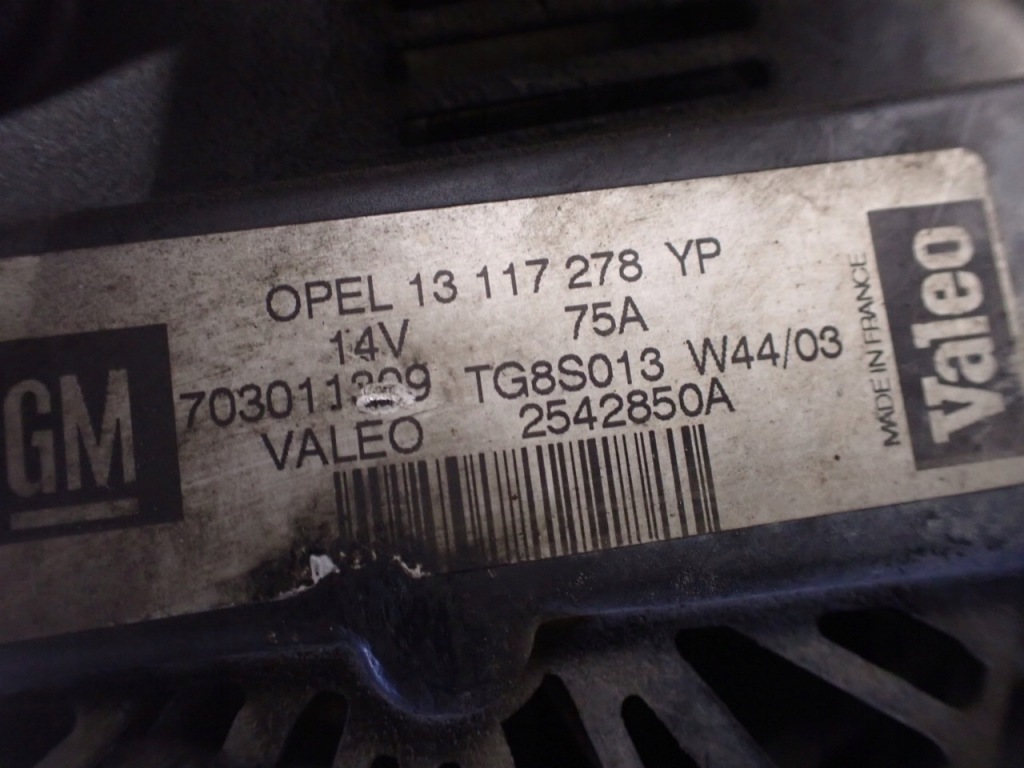 OPEL 13 117 278 YP
14V 75A
TG8S013 W44/03
VALEO 2542850A
GM
MADE IN FRANCE
Valeo